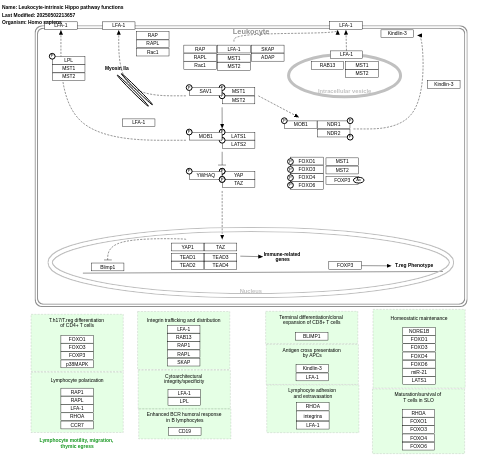 Name: Leukocyte-intrinsic Hippo pathway functions
Last Modified: 20250502213657
Organism: Homo sapiens
LFA-1
LFA-1
LFA-1
Leukocyte
Kindlin-3
RAP
RAPL
Rac1
RAP
LFA-1
SKAP
RAPL
MST1
ADAP
Rac1
MST2
LFA-1
RAB13
MST1
MST2
Intracellular vesicle
LPL
MST1
MST2
Myosin IIa
Kindlin-3
SAV1
MST1
MST2
LFA-1
MOB1
NDR1
NDR2
MOB1
LATS1
LATS2
FOXO1
FOXO3
FOXO4
FOXO6
MST1
MST2
FOXP3
YWHAQ
YAP
TAZ
YAP1
TAZ
TEAD1
TEAD3
TEAD2
TEAD4
Immune-related
genes
Blimp1
FOXP3
T.reg Phenotype
Nucleus
T.h17/T.reg differentiation
of CD4+ T cells
FOXO1
FOXO3
FOXP3
p38MAPK
Lymphocyte polarization
RAP1
RAPL
LFA-1
RHOA
CCR7
Lymphocyte motility, migration,
thymic egress
Integrin trafficking and distribution
LFA-1
RAB13
RAP1
RAPL
SKAP
Cytoarchitectural
integrity/specificity
LFA-1
LPL
Enhanced BCR humoral response
in B lymphocytes
CD19
Terminal differentiation/clonal
expansion of CD8+ T cells
BLIMP1
Antigen cross presentation
by APCs
Kindlin-3
LFA-1
Lymphocyte adhesion
and extravasation
RHOA
integrins
LFA-1
Homeostatic maintenance
NORE1B
FOXO1
FOXO3
FOXO4
FOXO6
miR-21
LATS1
Maturation/survival of
T cells in SLO
RHOA
FOXO1
FOXO3
FOXO4
FOXO6